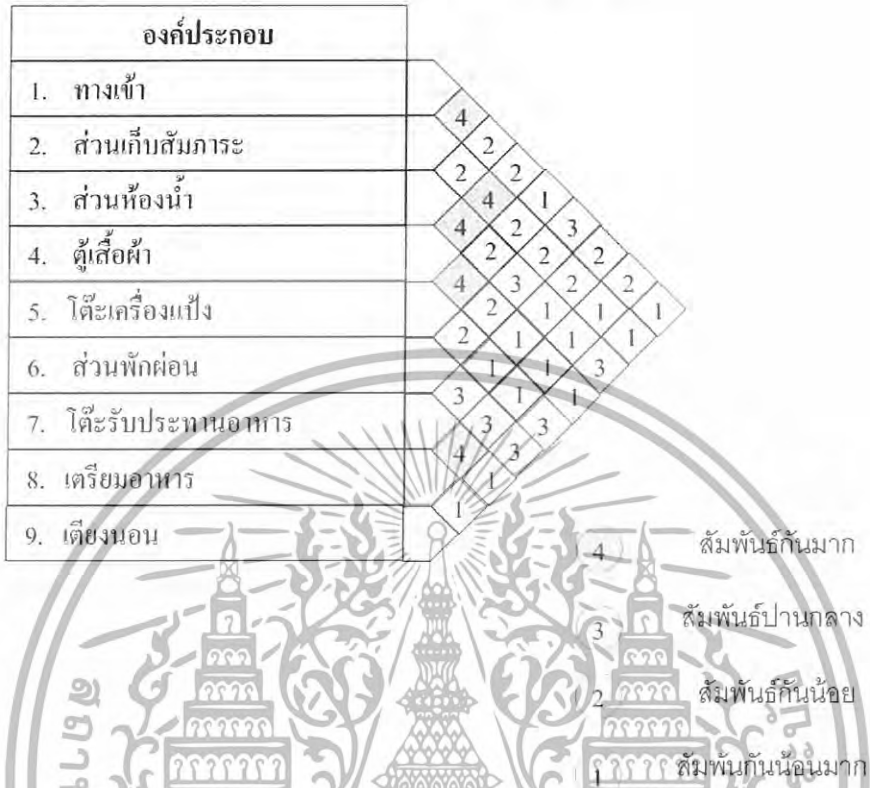 องค์ประกอบ
1. ทางเข้า
4
2
2. ส่วนเก็บสัมภาระ
2 2
4 1
3. ส่วนห้องน้ำ
4 2 3
2 2 2
4. ตู้เสื้อผ้า
4 3 2 2
2 1 1 1
5. โต๊ะเครื่องแป้ง
2 1 1 1
1 1 3
6. ส่วนพักผ่อน
3 1 1
3 3
7. โต๊ะรับประทานอาหาร
4 3
1
8. เตรียมอาหาร
1
9. เตียงนอน
4 สัมพันธ์กันมาก
3 สัมพันธ์ปานกลาง
2 สัมพันธ์กันน้อย
1 สัมพันกันน้อนมาก